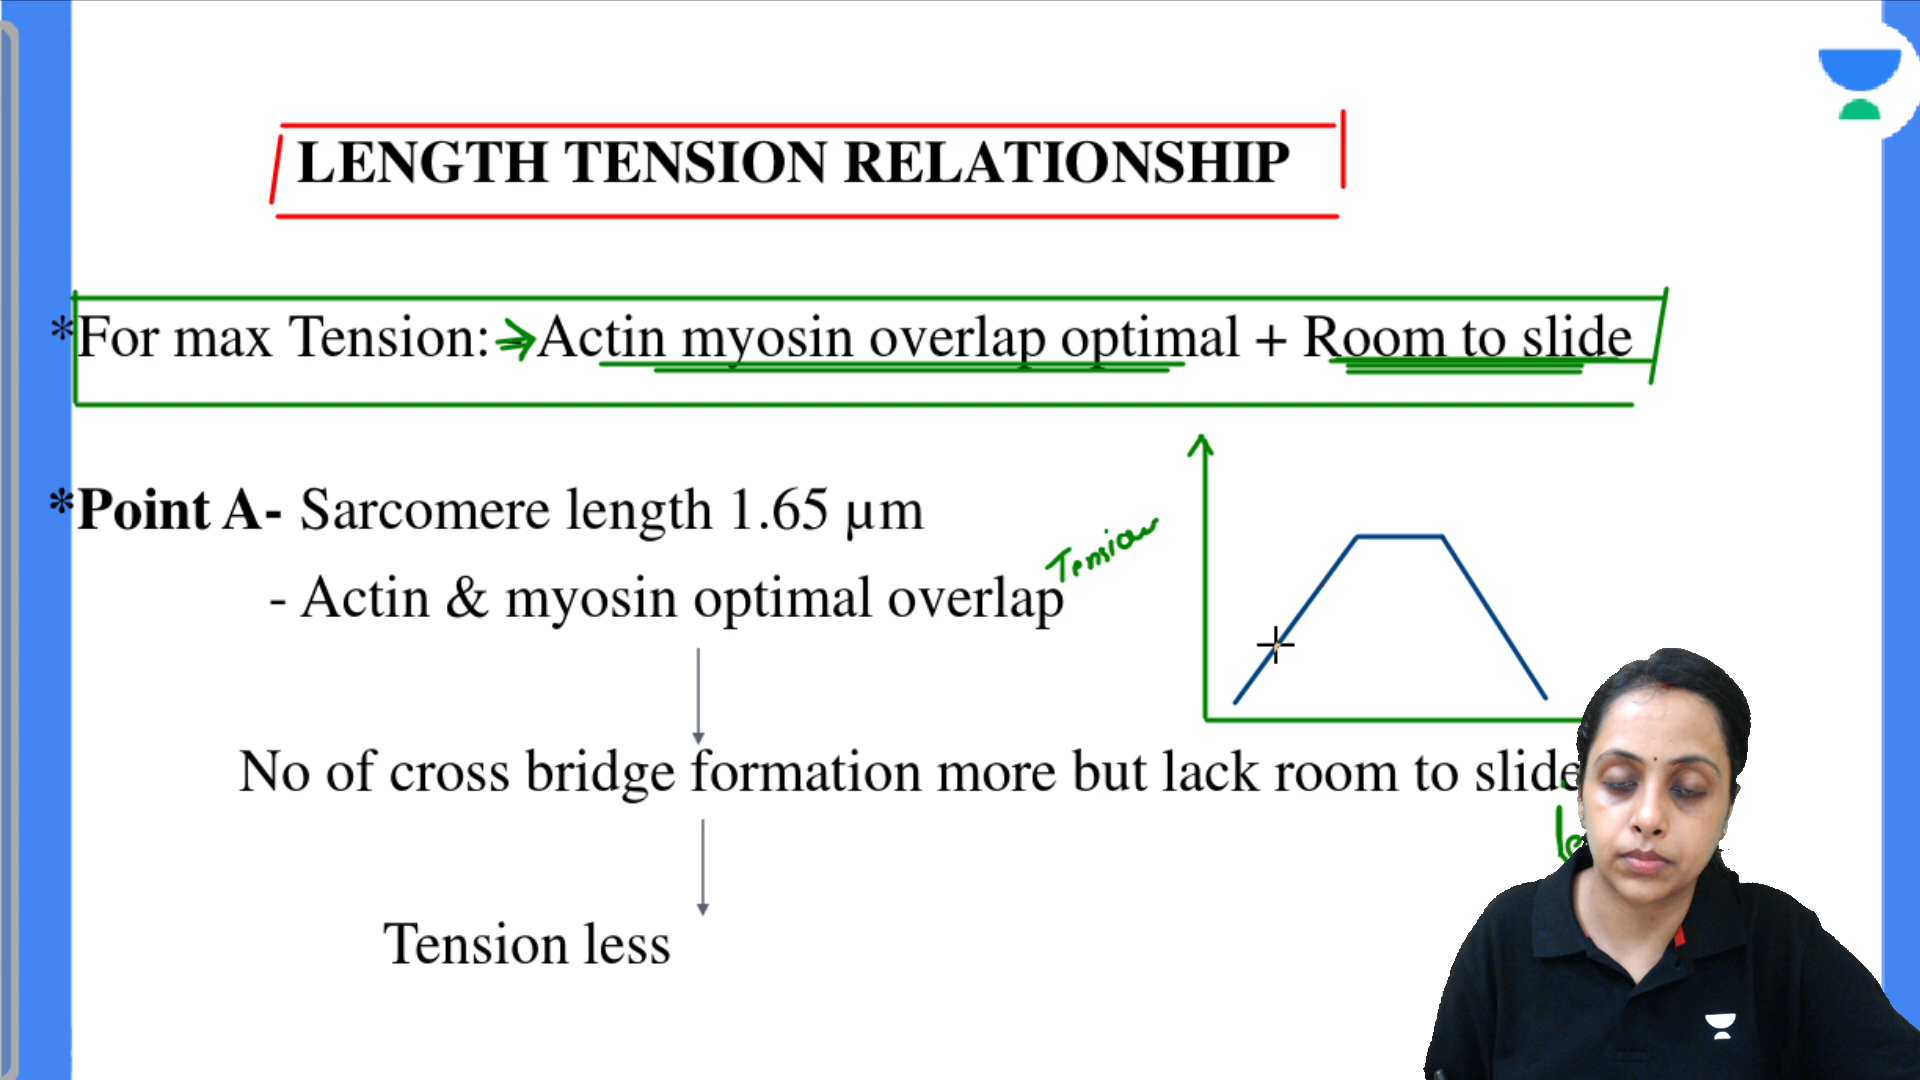 LENGTH TENSION RELATIONSHIP
*For max Tension: → Actin myosin overlap optimal + Room to slide
*Point A- Sarcomere length 1.65 µm
Tension
- Actin & myosin optimal overlap
No of cross bridge formation more but lack room to slide
Tension less